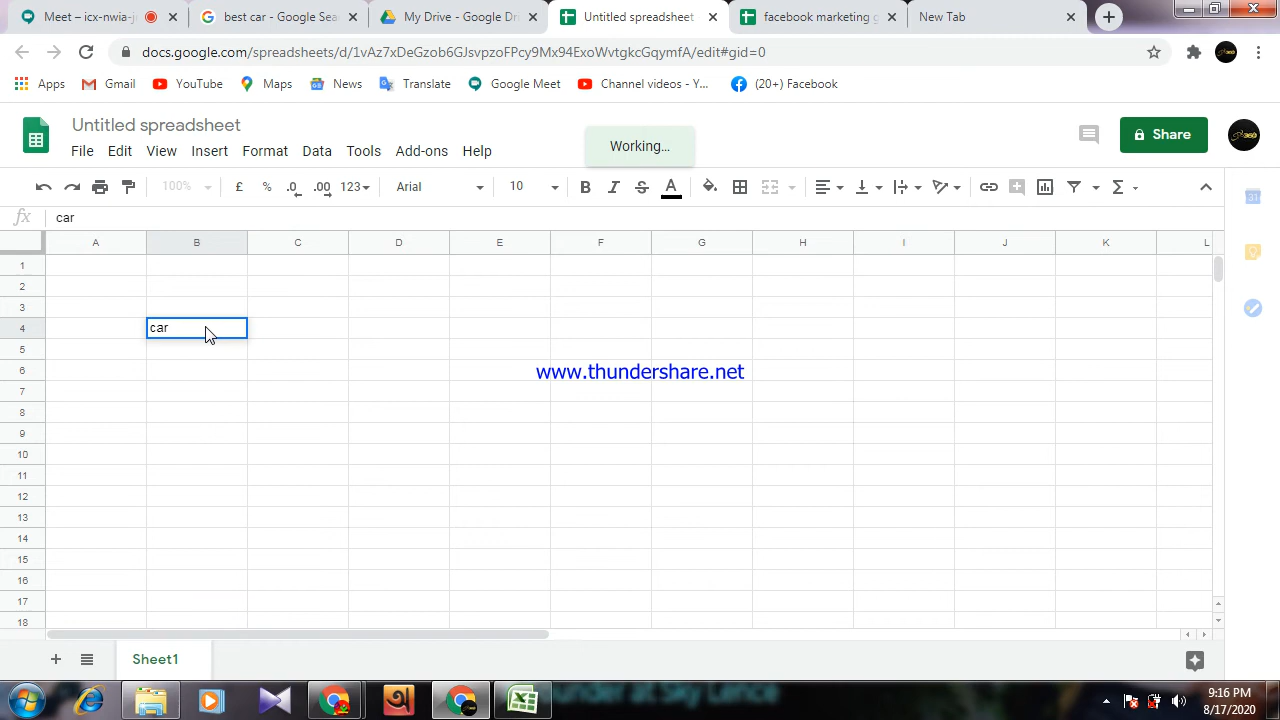 Meet – icx-nwia-j
best car - Google Sea
My Drive - Google Dri
Untitled spreadsheet
facebook marketing g
New Tab
docs.google.com/spreadsheets/d/1vAz7xDeGzob6GJsvpzoFPcy9Mx94ExoWvtgkcGqymfA/edit#gid=0
Apps
Gmail
YouTube
Maps
News
Translate
Google Meet
Channel videos - Y...
(20+) Facebook
Untitled spreadsheet
Working...
Share
File Edit View Insert Format Data Tools Add-ons Help
100% £ % .0 .00 123 Arial 10 B I S A Σ
fx car
A B C D E F G H I J K L
1
2
3
4 car
5
6
www.thundershare.net
7
8
9
10
11
12
13
14
15
16
17
18
Sheet1
9:16 PM
8/17/2020